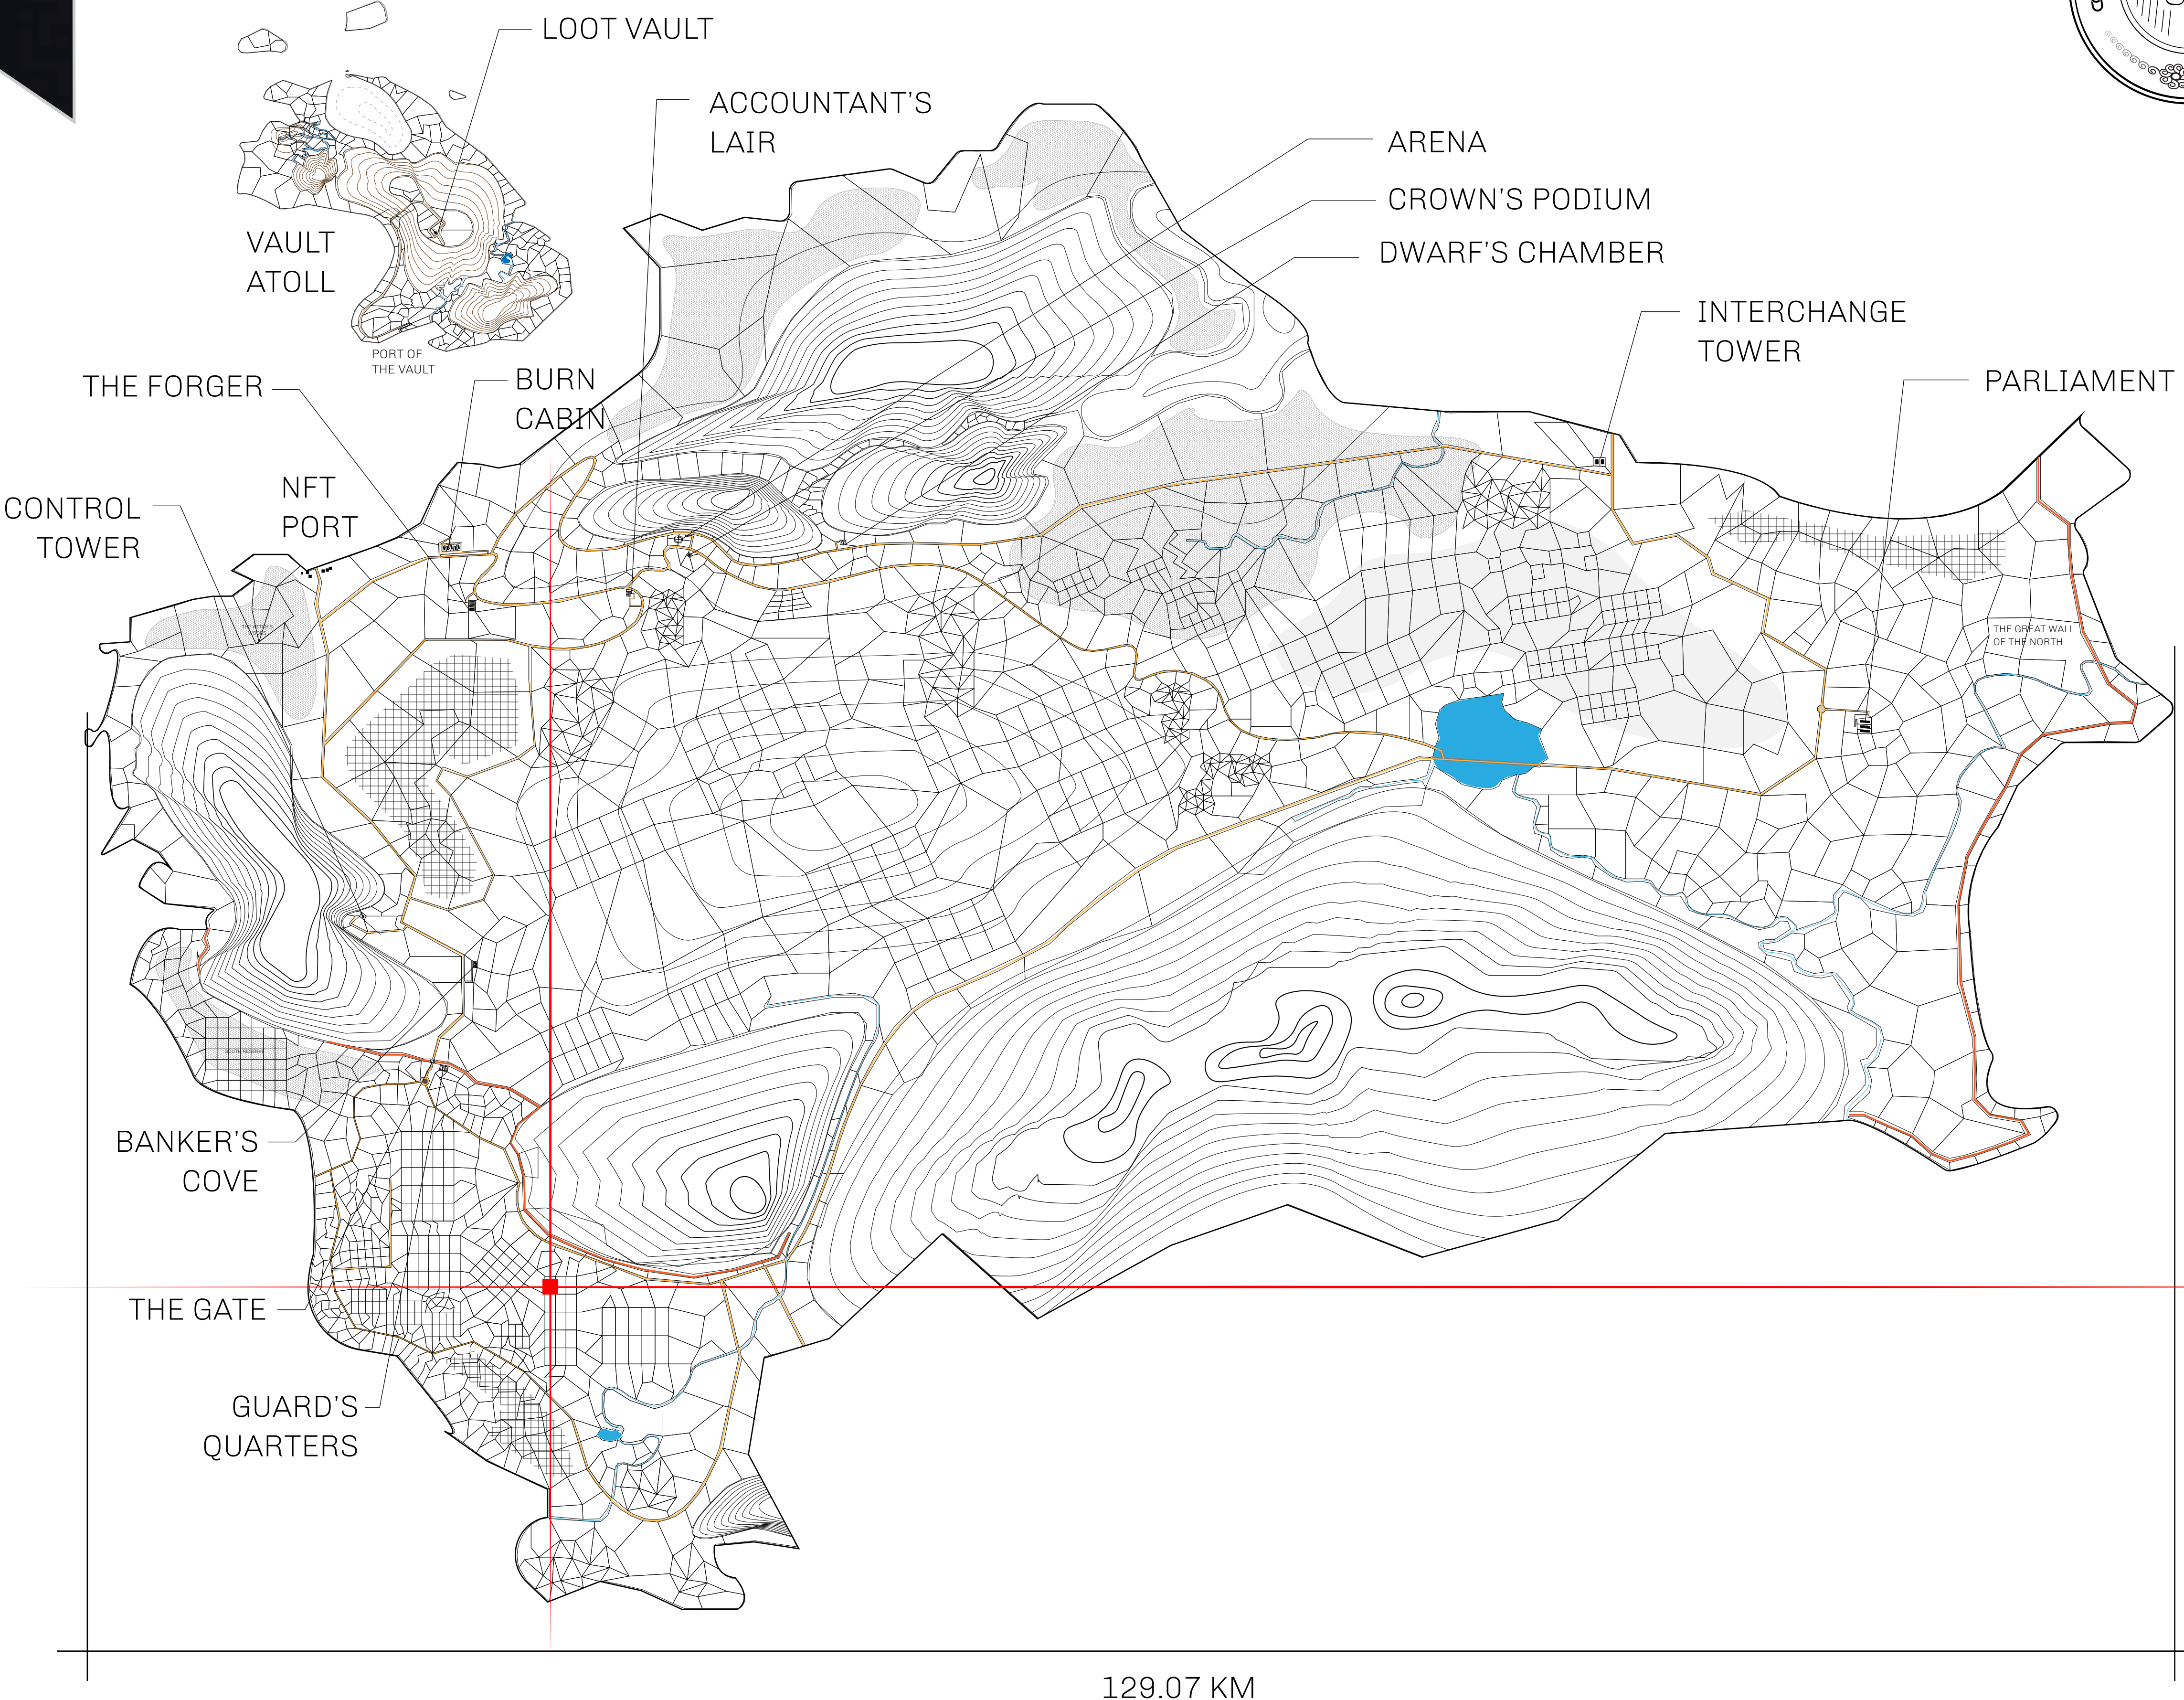 LOOT VAULT
ACCOUNTANT'S
LAIR
ARENA
CROWN'S PODIUM
DWARF'S CHAMBER
VAULT
ATOLL
INTERCHANGE
TOWER
PORT OF
THE VAULT
PARLIAMENT
THE FORGER
BURN
CABIN
NFT
PORT
CONTROL
TOWER
THE GREAT WALL
OF THE NORTH
SOUTH RESERVE
BANKER'S
COVE
THE GATE
GUARD'S
QUARTERS
129.07 KM